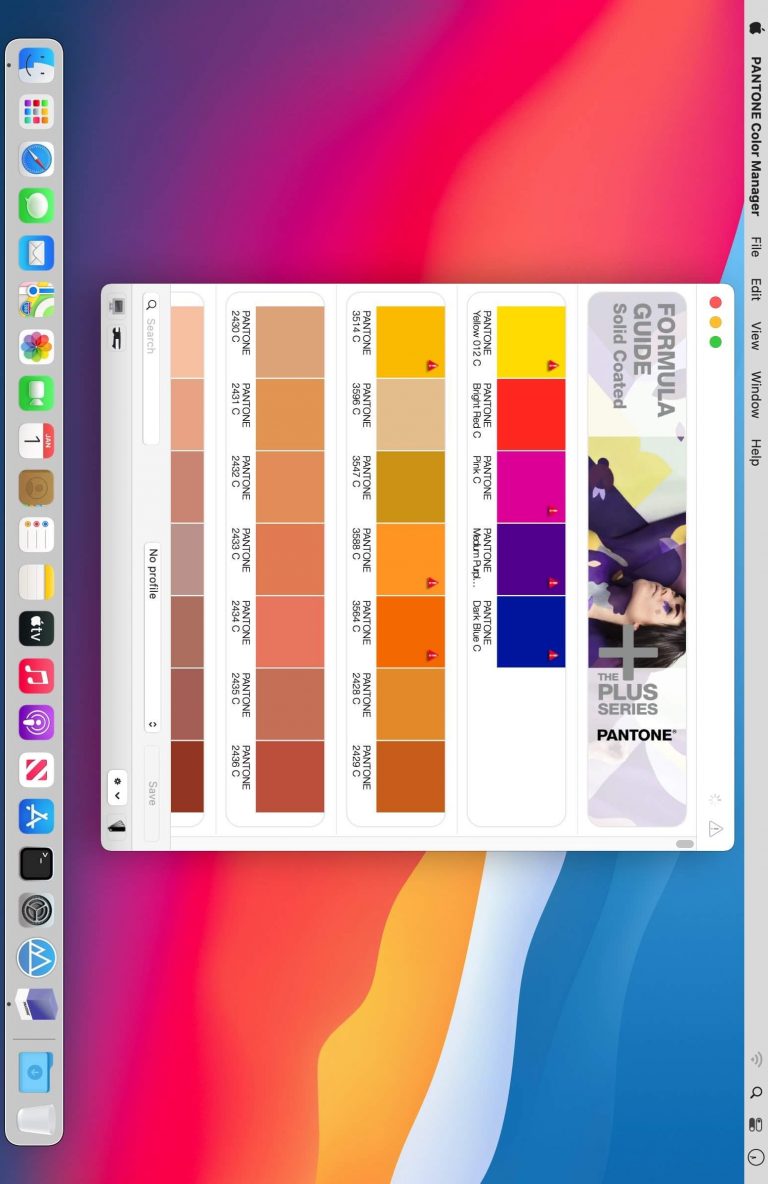 PANTONE Color Manager File Edit View Window Help
FORMULA
GUIDE
Solid Coated
THE
PLUS
SERIES
PANTONE®
PANTONE
Yellow 012 C
PANTONE
Bright Red C
PANTONE
Pink C
PANTONE
Medium Purpl...
PANTONE
Dark Blue C
PANTONE
3514 C
PANTONE
3596 C
PANTONE
3547 C
PANTONE
3588 C
PANTONE
3564 C
PANTONE
2428 C
PANTONE
2429 C
PANTONE
2430 C
PANTONE
2431 C
PANTONE
2432 C
PANTONE
2433 C
PANTONE
2434 C
PANTONE
2435 C
PANTONE
2436 C
Search
No profile
Save
JAN
1
tv